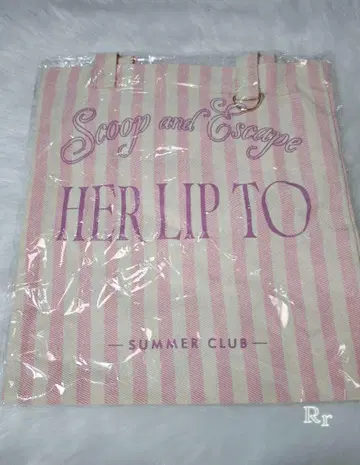 Scoop and Escape
HER LIP TO
— SUMMER CLUB —
Rr